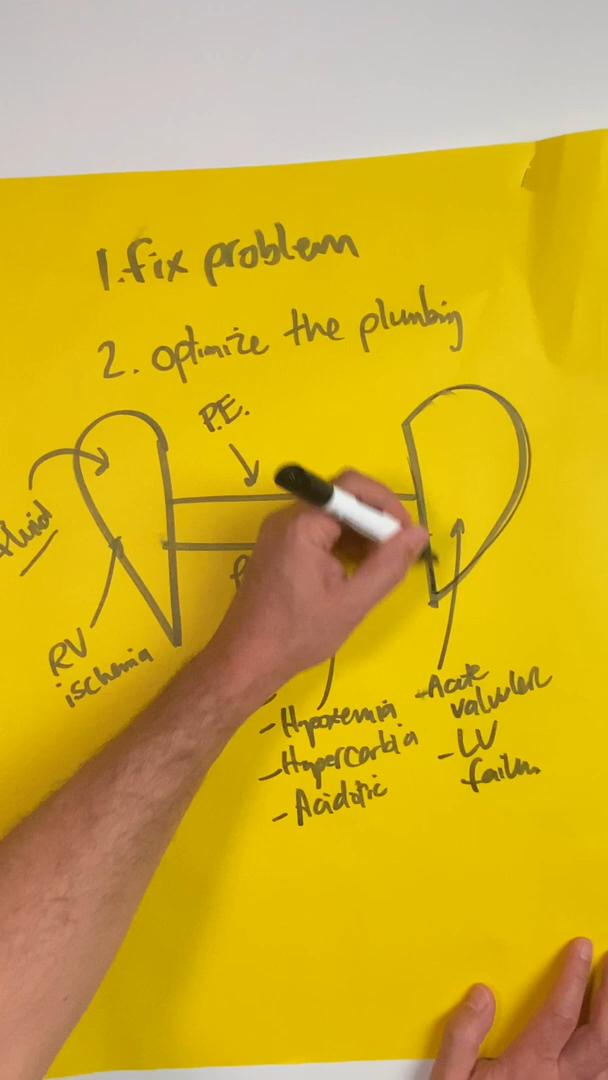 1. fix problem
2. optimize the plumbing
P.E.
fluid
RV
ischemia
- Hypoxemia
- Hypercarbia
- Acidotic
- Acute
valvular
- LV
failure